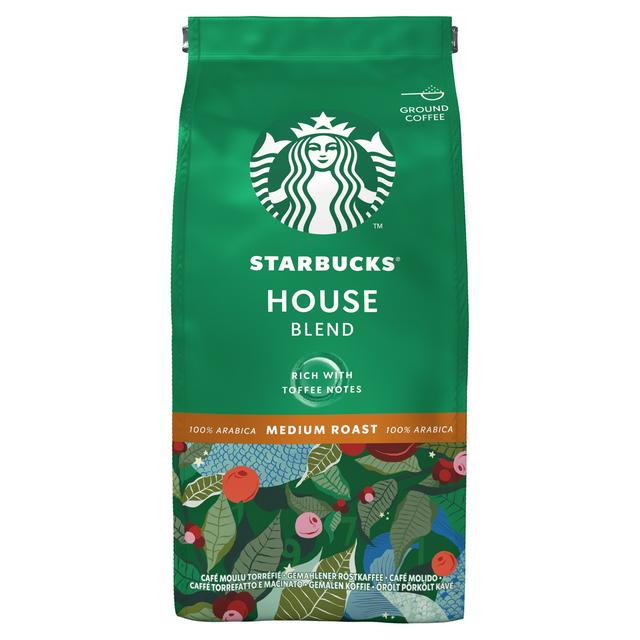 GROUND
COFFEE
TM
STARBUCKS®
HOUSE
BLEND
RICH WITH
TOFFEE NOTES
100% ARABICA MEDIUM ROAST 100% ARABICA
CAFÉ MOULU TORRÉFIÉ • GEMAHLENER RÖSTKAFFEE • CAFÉ MOLIDO •
CAFFÈ TORREFATTO E MACINATO • GEMALEN KOFFIE • ŐRÖLT PÖRKÖLT KÁVÉ